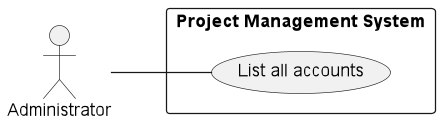 Project Management System
List all accounts
Administrator